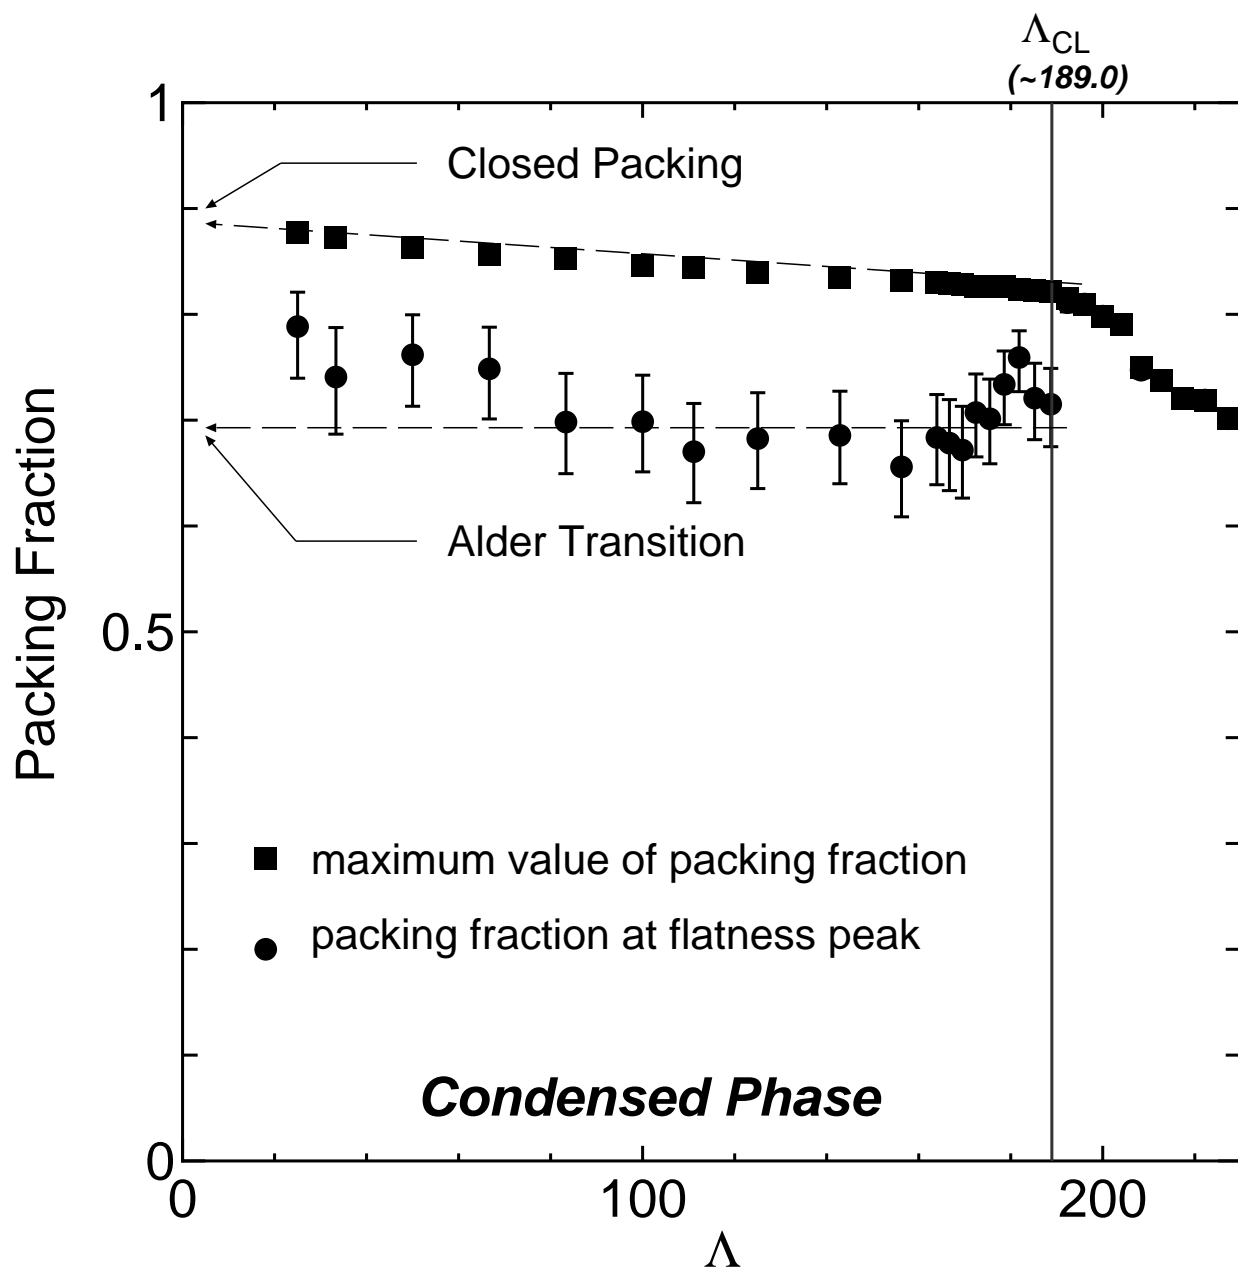 ΛCL
(~189.0)
1
Closed Packing
Alder Transition
Packing Fraction
0.5
maximum value of packing fraction
packing fraction at flatness peak
Condensed Phase
0
0
100
200
Λ